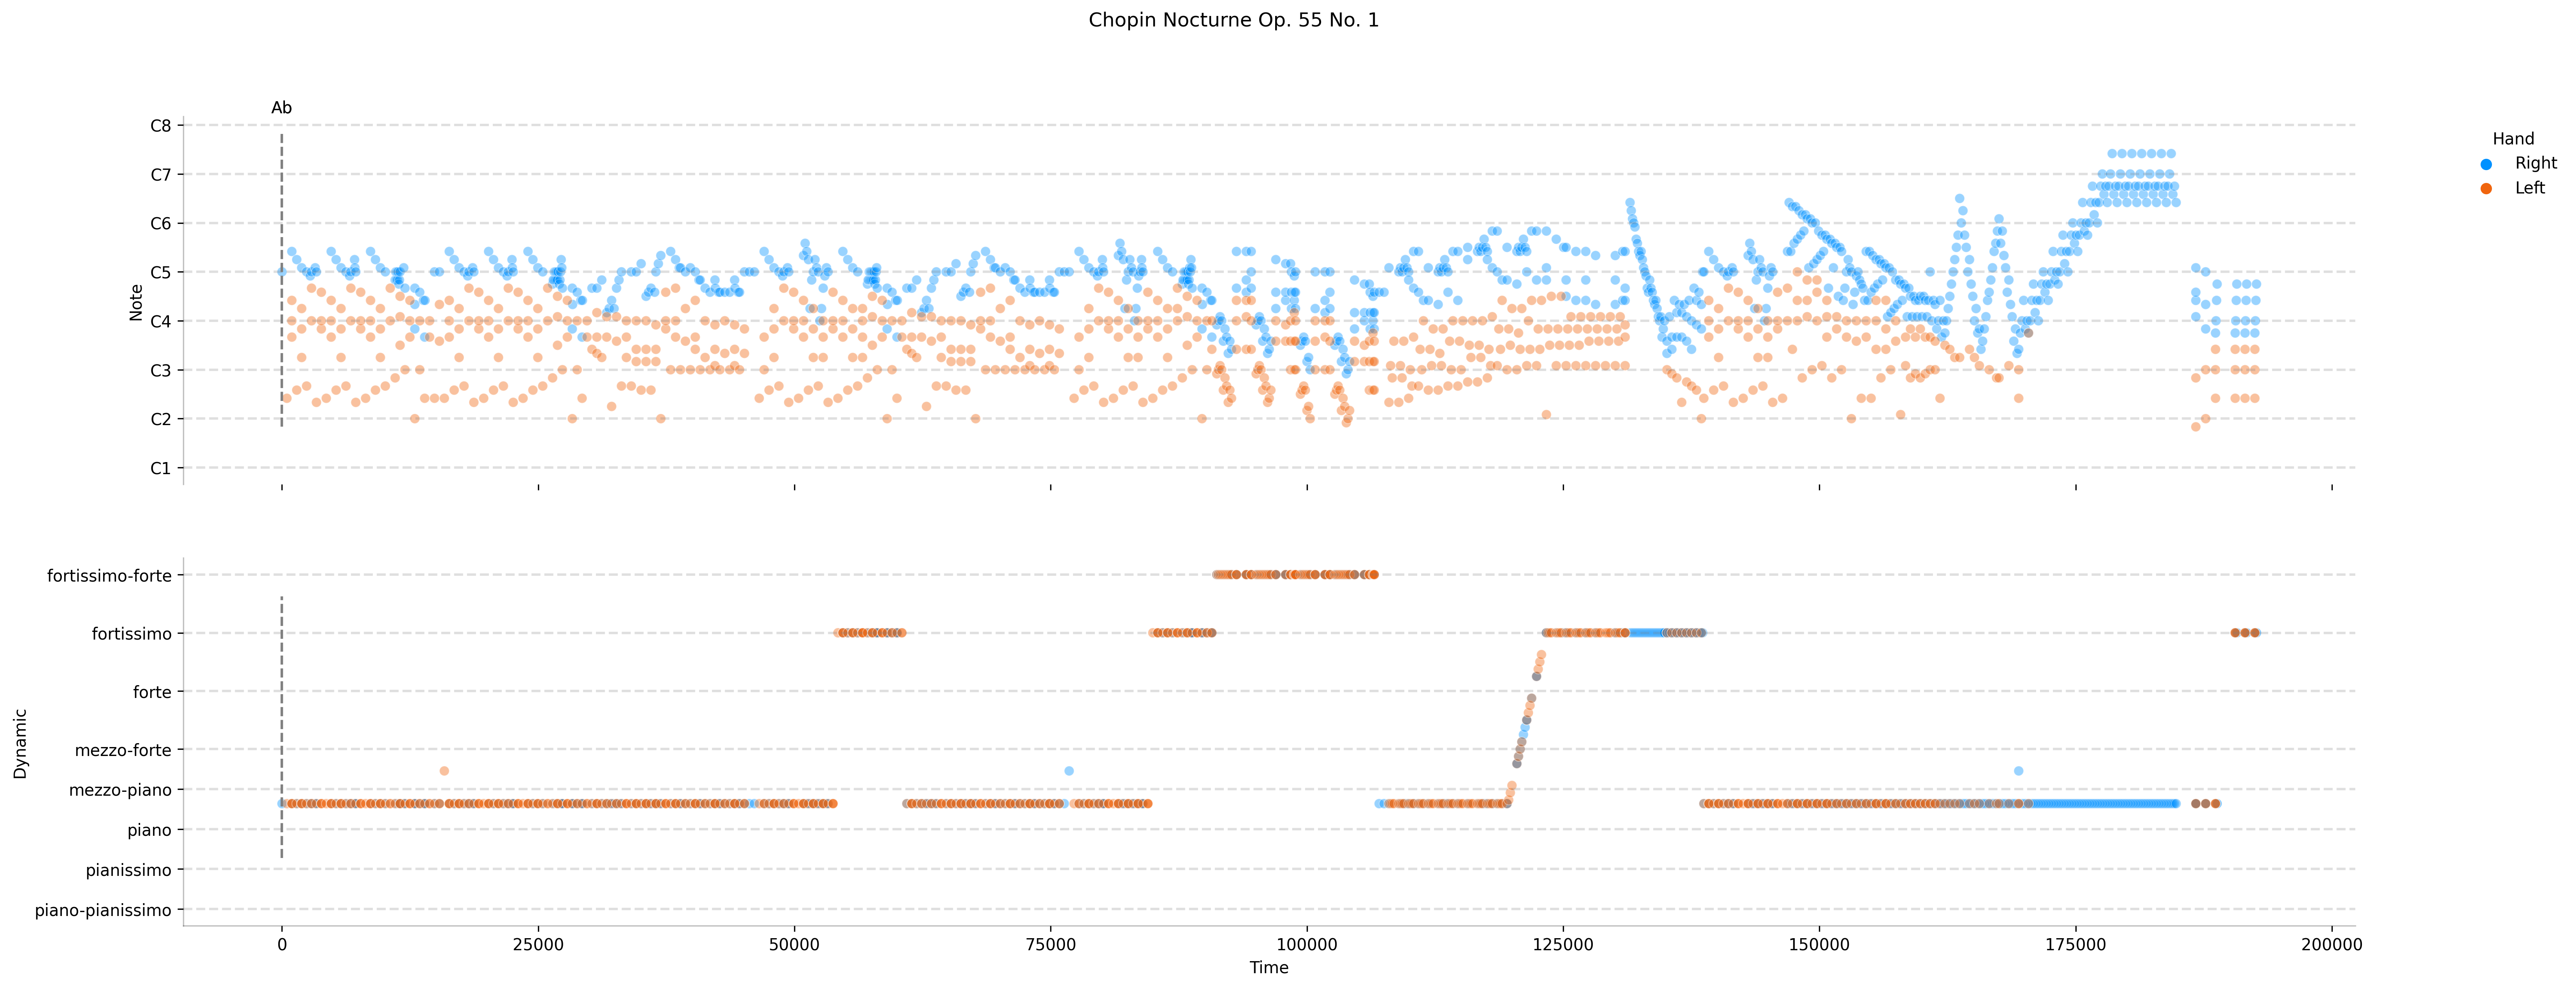 Chopin Nocturne Op. 55 No. 1
Ab
C8
C7
C6
C5
C4
C3
C2
C1
Note
Hand
Right
Left
fortissimo-forte
fortissimo
forte
mezzo-forte
mezzo-piano
piano
pianissimo
piano-pianissimo
Dynamic
0 25000 50000 75000 100000 125000 150000 175000 200000
Time